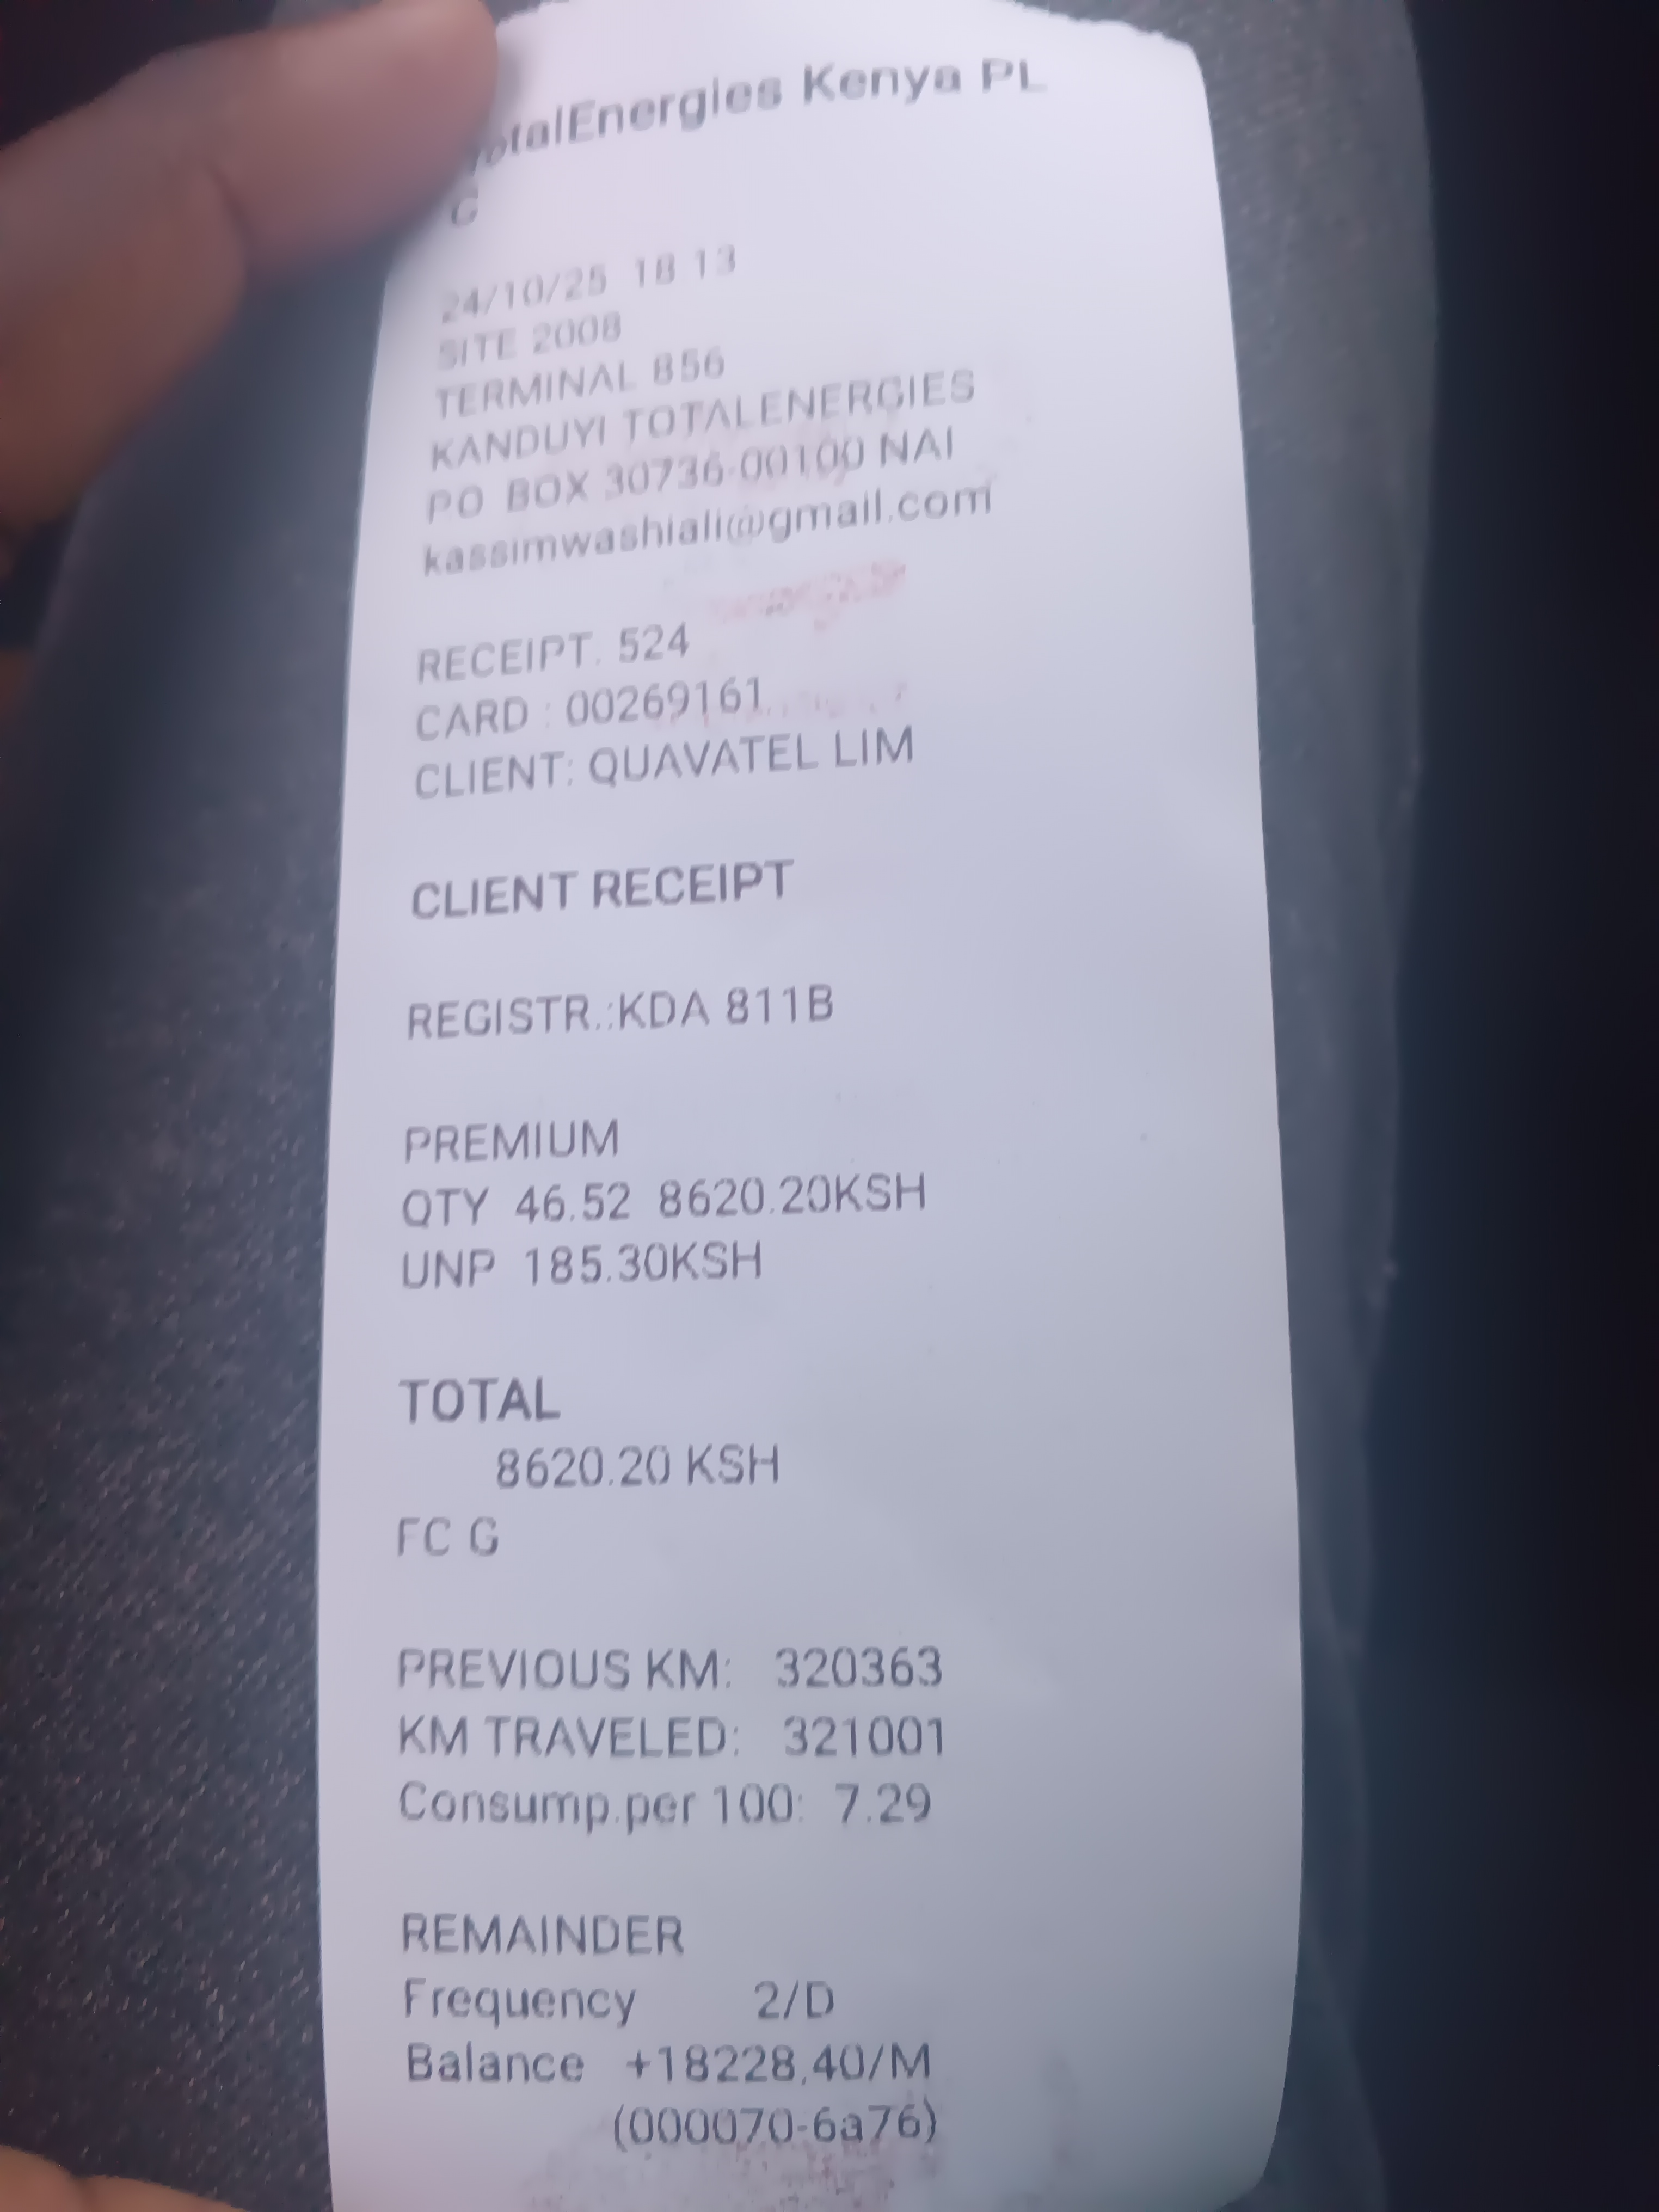 TotalEnergies Kenya PL
G
24/10/25 18 13
SITE 2008
TERMINAL 856
KANDUYI TOTALENERGIES
PO BOX 30736-00100 NAI
kassimwashiali@gmail.com
RECEIPT. 524
CARD : 00269161
CLIENT: QUAVATEL LIM
CLIENT RECEIPT
REGISTR.:KDA 811B
PREMIUM
QTY 46.52 8620.20KSH
UNP 185.30KSH
TOTAL
8620.20 KSH
FC G
PREVIOUS KM: 320363
KM TRAVELED: 321001
Consump.per 100: 7.29
REMAINDER
Frequency 2/D
Balance +18228,40/M
(000070-6a76)